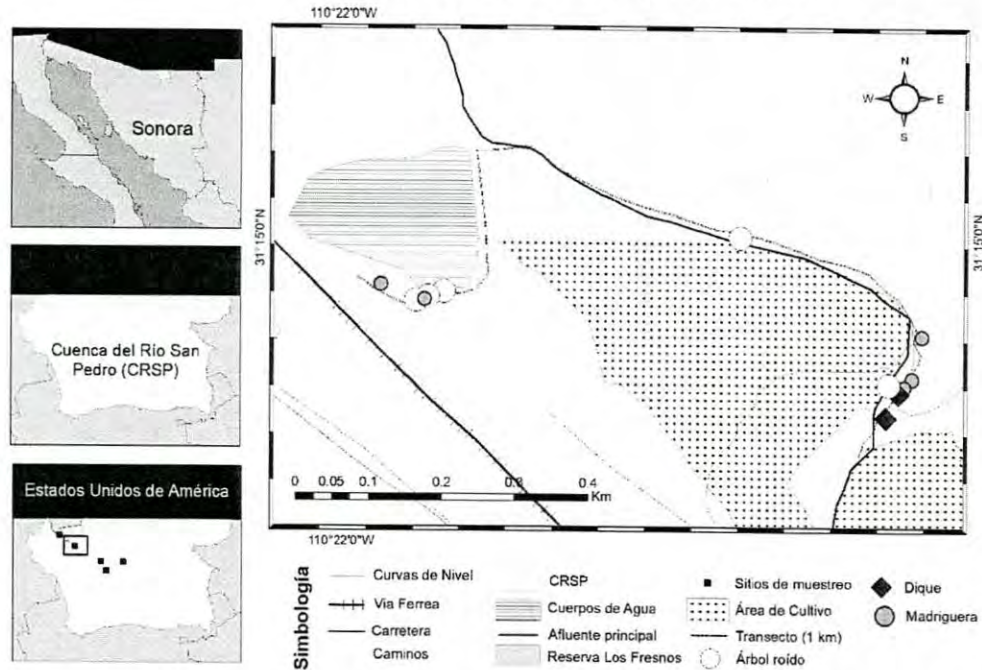 Sonora
Cuenca del Río San
Pedro (CRSP)
Estados Unidos de América
110°22'0"W
N
W
E
S
31°15'0"N
31°15'0"N
0 0.05 0.1 0.2 0.3 0.4
Km
110°22'0"W
Simbología
Curvas de Nivel
Via Ferrea
Carretera
Caminos
CRSP
Cuerpos de Agua
Afluente principal
Reserva Los Fresnos
Sitios de muestreo
Área de Cultivo
Transecto (1 km)
Árbol roído
Dique
Madriguera